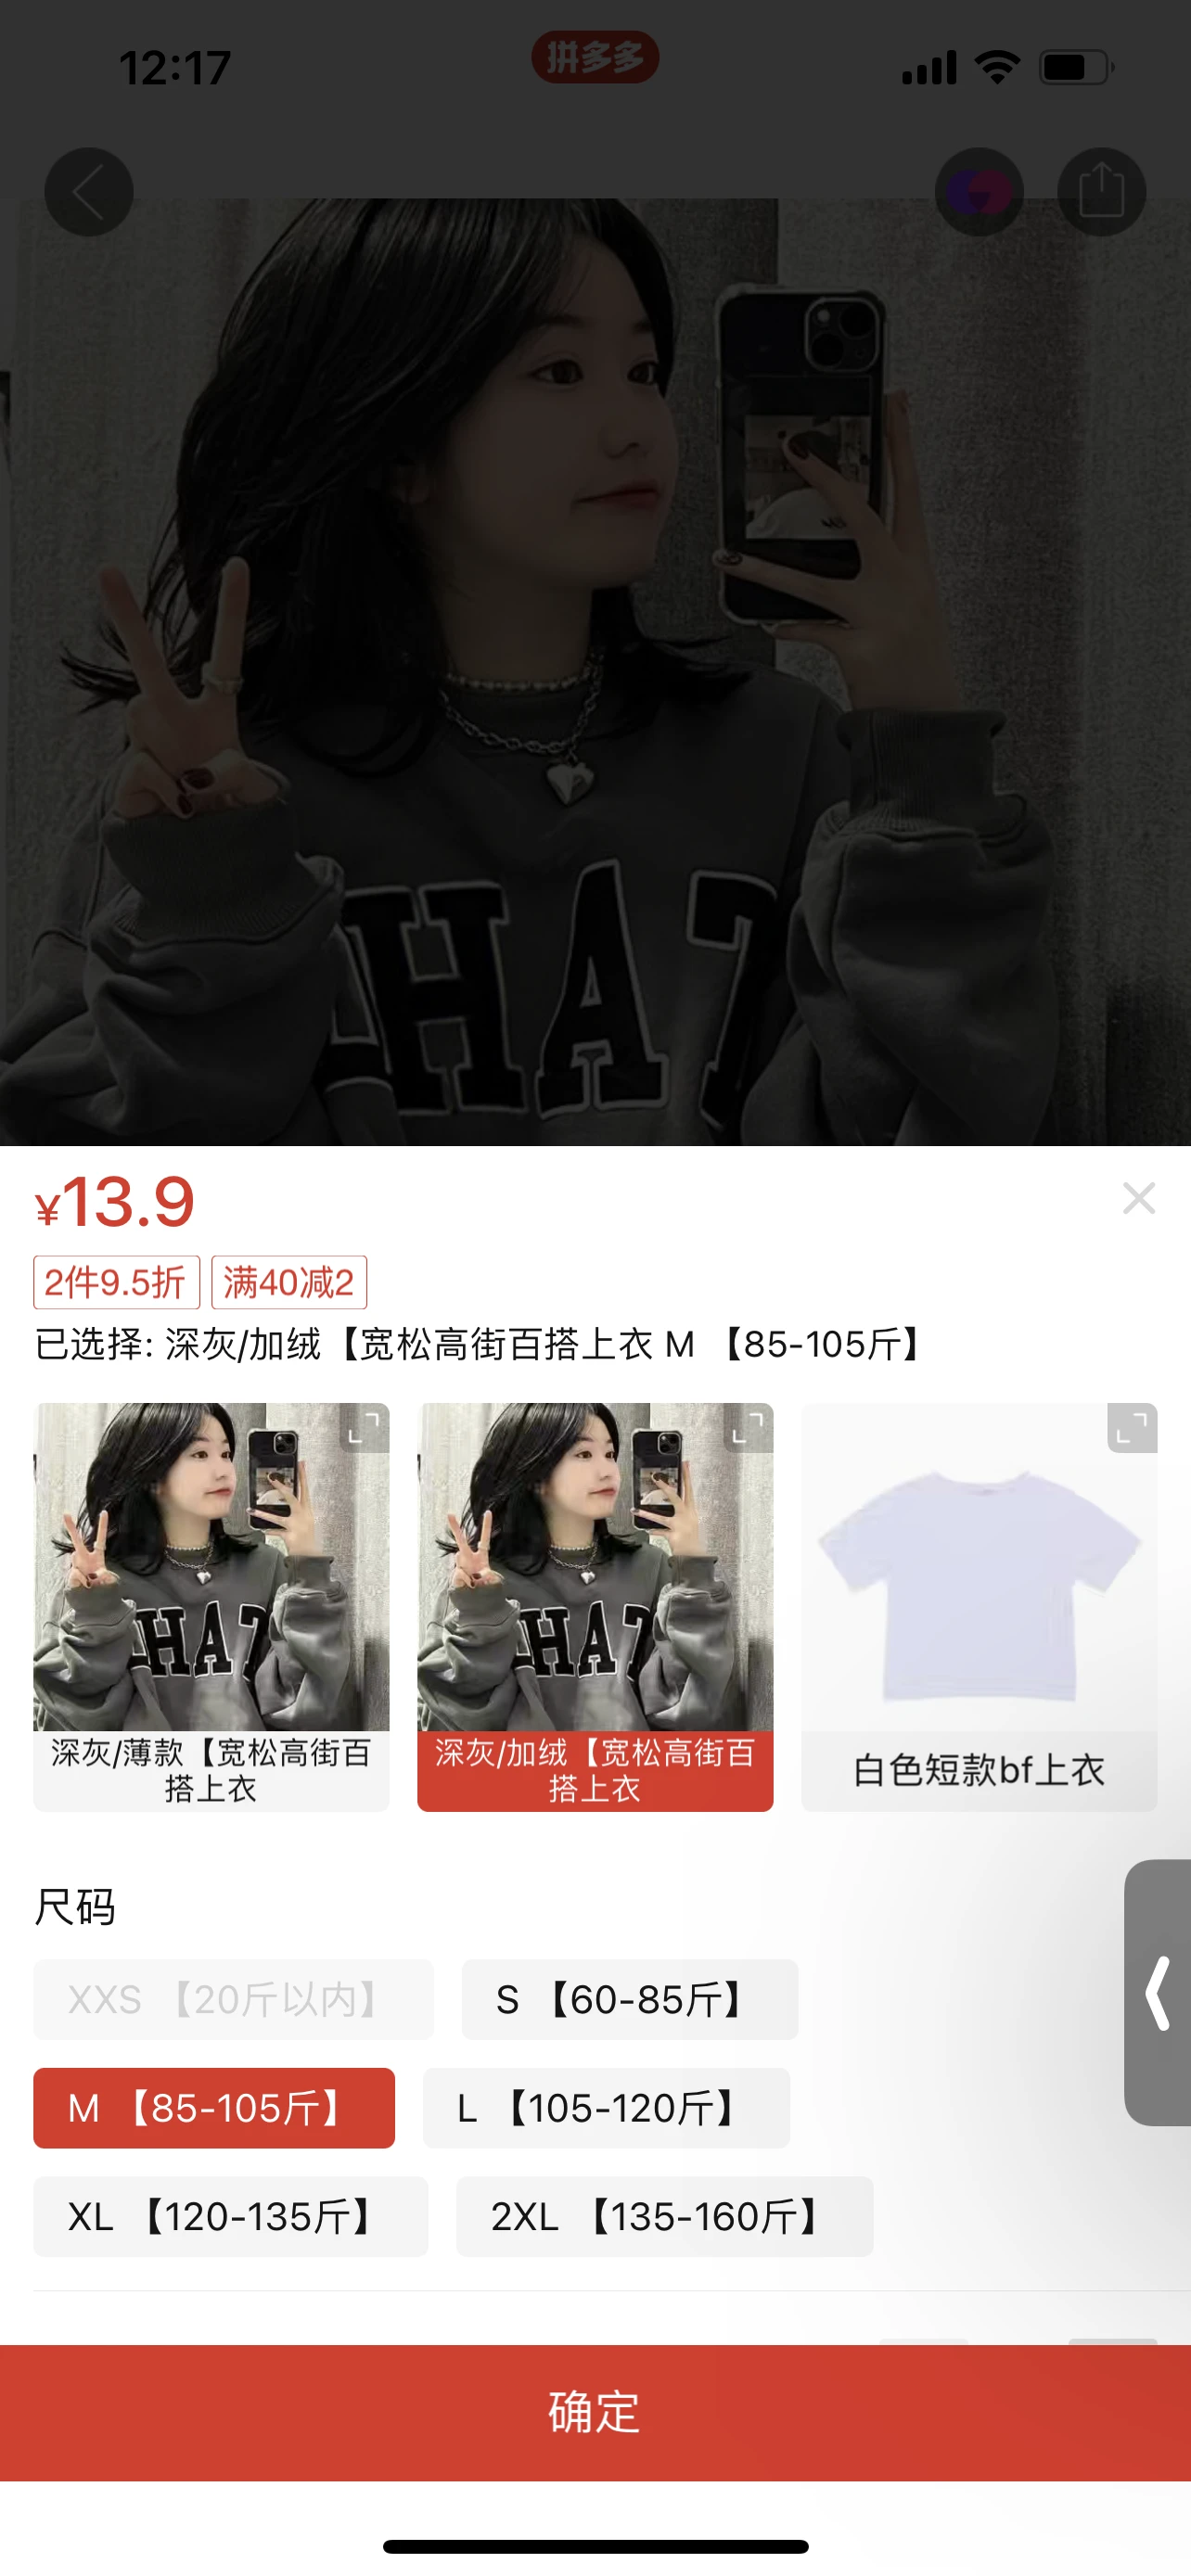 12:17
拼多多
HAT
¥13.9
2件9.5折 满40减2
已选择: 深灰/加绒【宽松高街百搭上衣 M 【85-105斤】
HAT
HAT
深灰/薄款【宽松高街百
搭上衣
深灰/加绒【宽松高街百
搭上衣
白色短款bf上衣
尺码
XXS 【20斤以内】
S 【60-85斤】
M 【85-105斤】
L 【105-120斤】
XL 【120-135斤】
2XL 【135-160斤】
确定